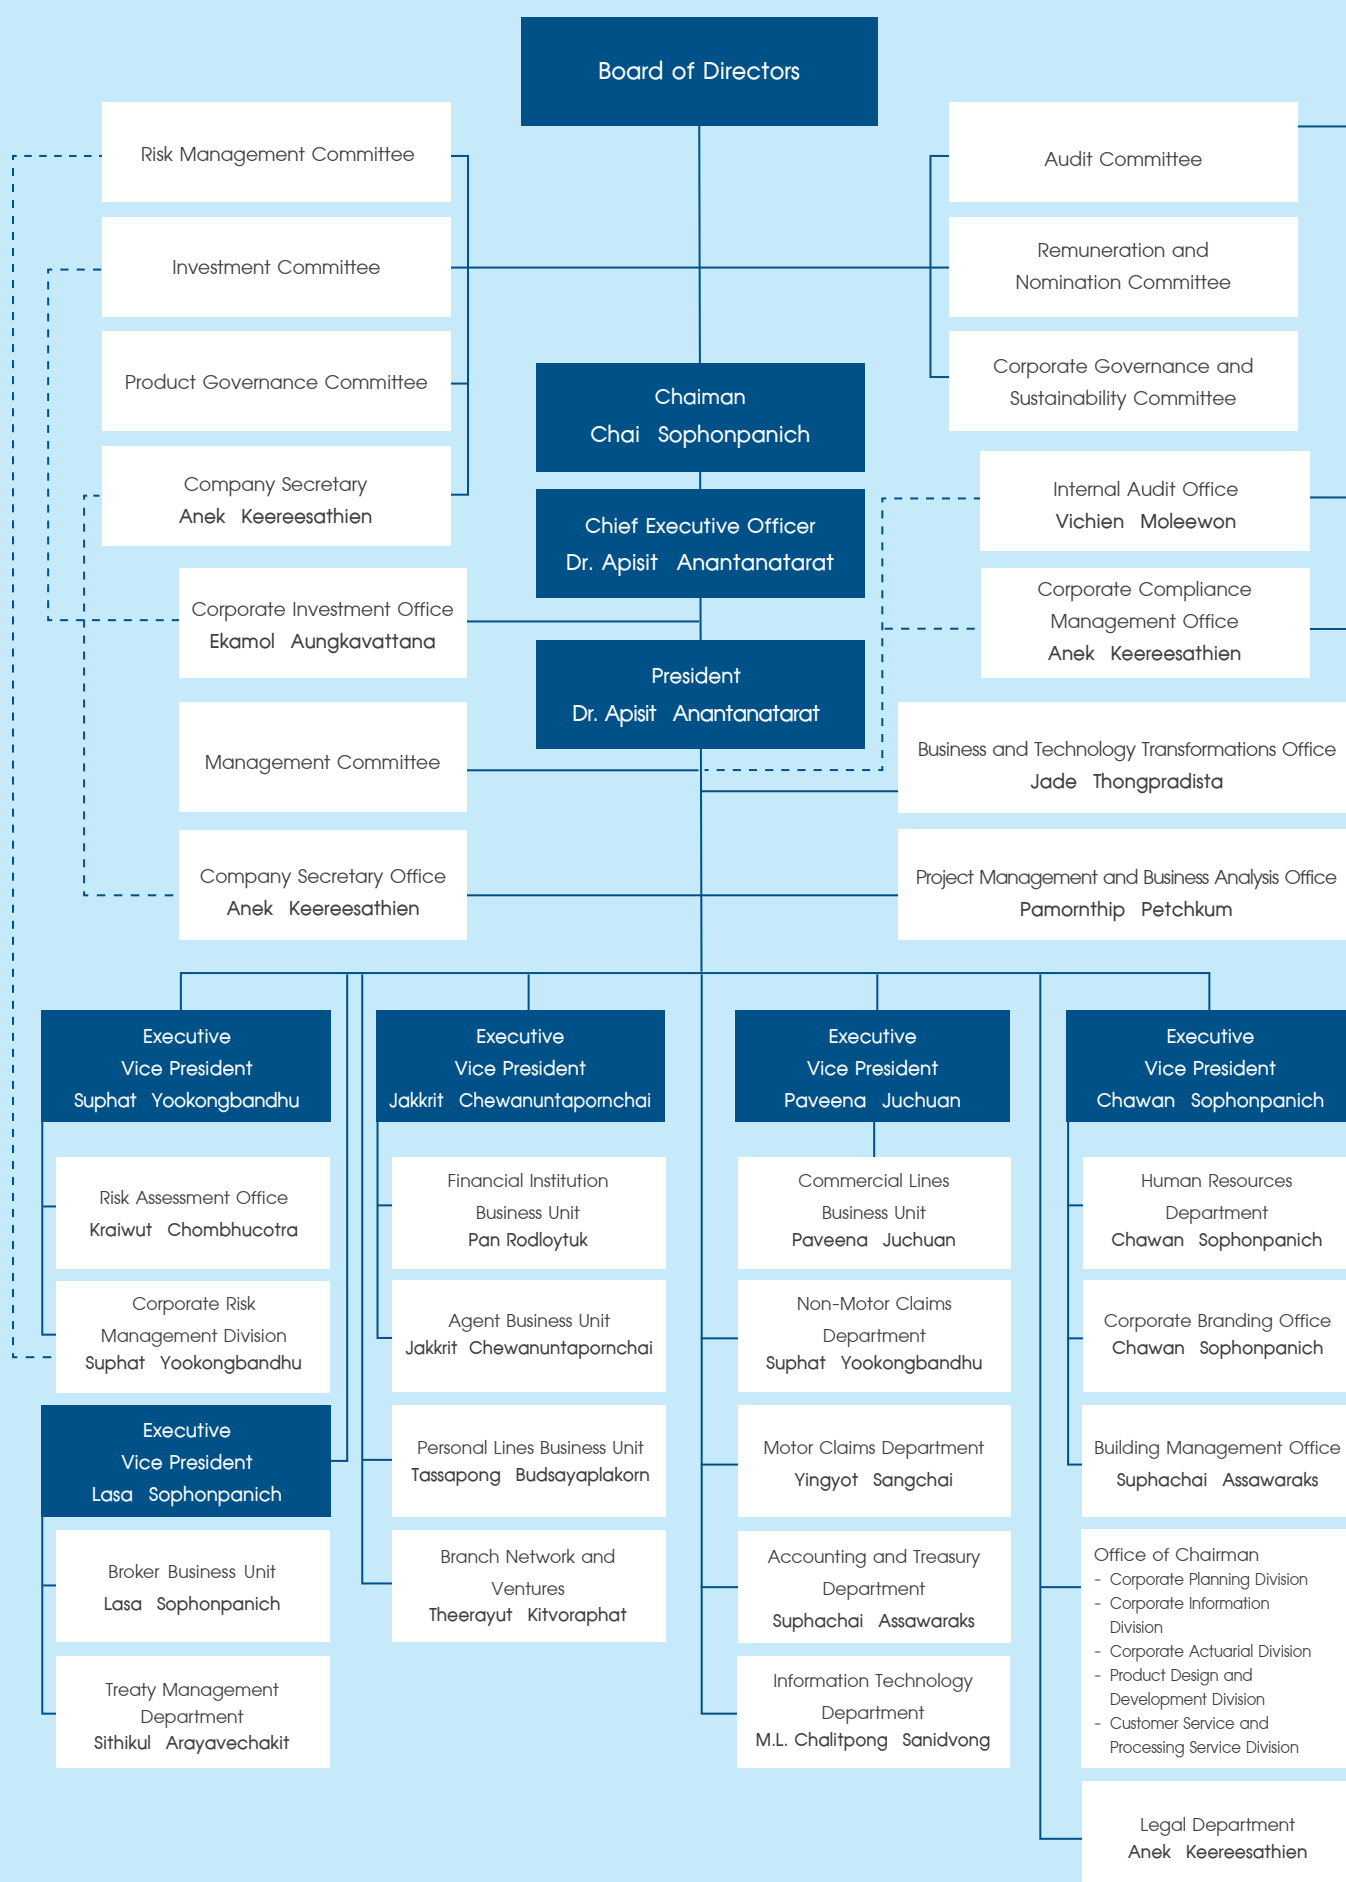 Board of Directors
Risk Management Committee
Investment Committee
Product Governance Committee
Company Secretary
Anek Keereesathien
Audit Committee
Remuneration and
Nomination Committee
Corporate Governance and
Sustainability Committee
Chaiman
Chai Sophonpanich
Chief Executive Officer
Dr. Apisit Anantanatarat
President
Dr. Apisit Anantanatarat
Internal Audit Office
Vichien Moleewon
Corporate Compliance
Management Office
Anek Keereesathien
Corporate Investment Office
Ekamol Aungkavattana
Management Committee
Company Secretary Office
Anek Keereesathien
Business and Technology Transformations Office
Jade Thongpradista
Project Management and Business Analysis Office
Pamornthip Petchkum
Executive
Vice President
Suphat Yookongbandhu
Risk Assessment Office
Kraiwut Chombhucotra
Corporate Risk
Management Division
Suphat Yookongbandhu
Executive
Vice President
Lasa Sophonpanich
Broker Business Unit
Lasa Sophonpanich
Treaty Management
Department
Sithikul Arayavechakit
Executive
Vice President
Jakkrit Chewanuntapornchai
Financial Institution
Business Unit
Pan Rodloytuk
Agent Business Unit
Jakkrit Chewanuntapornchai
Personal Lines Business Unit
Tassapong Budsayaplakorn
Branch Network and
Ventures
Theerayut Kitvoraphat
Executive
Vice President
Paveena Juchuan
Commercial Lines
Business Unit
Paveena Juchuan
Non-Motor Claims
Department
Suphat Yookongbandhu
Motor Claims Department
Yingyot Sangchai
Accounting and Treasury
Department
Suphachai Assawaraks
Information Technology
Department
M.L. Chalitpong Sanidvong
Executive
Vice President
Chawan Sophonpanich
Human Resources
Department
Chawan Sophonpanich
Corporate Branding Office
Chawan Sophonpanich
Building Management Office
Suphachai Assawaraks
Office of Chairman
- Corporate Planning Division
- Corporate Information
Division
- Corporate Actuarial Division
- Product Design and
Development Division
- Customer Service and
Processing Service Division
Legal Department
Anek Keereesathien